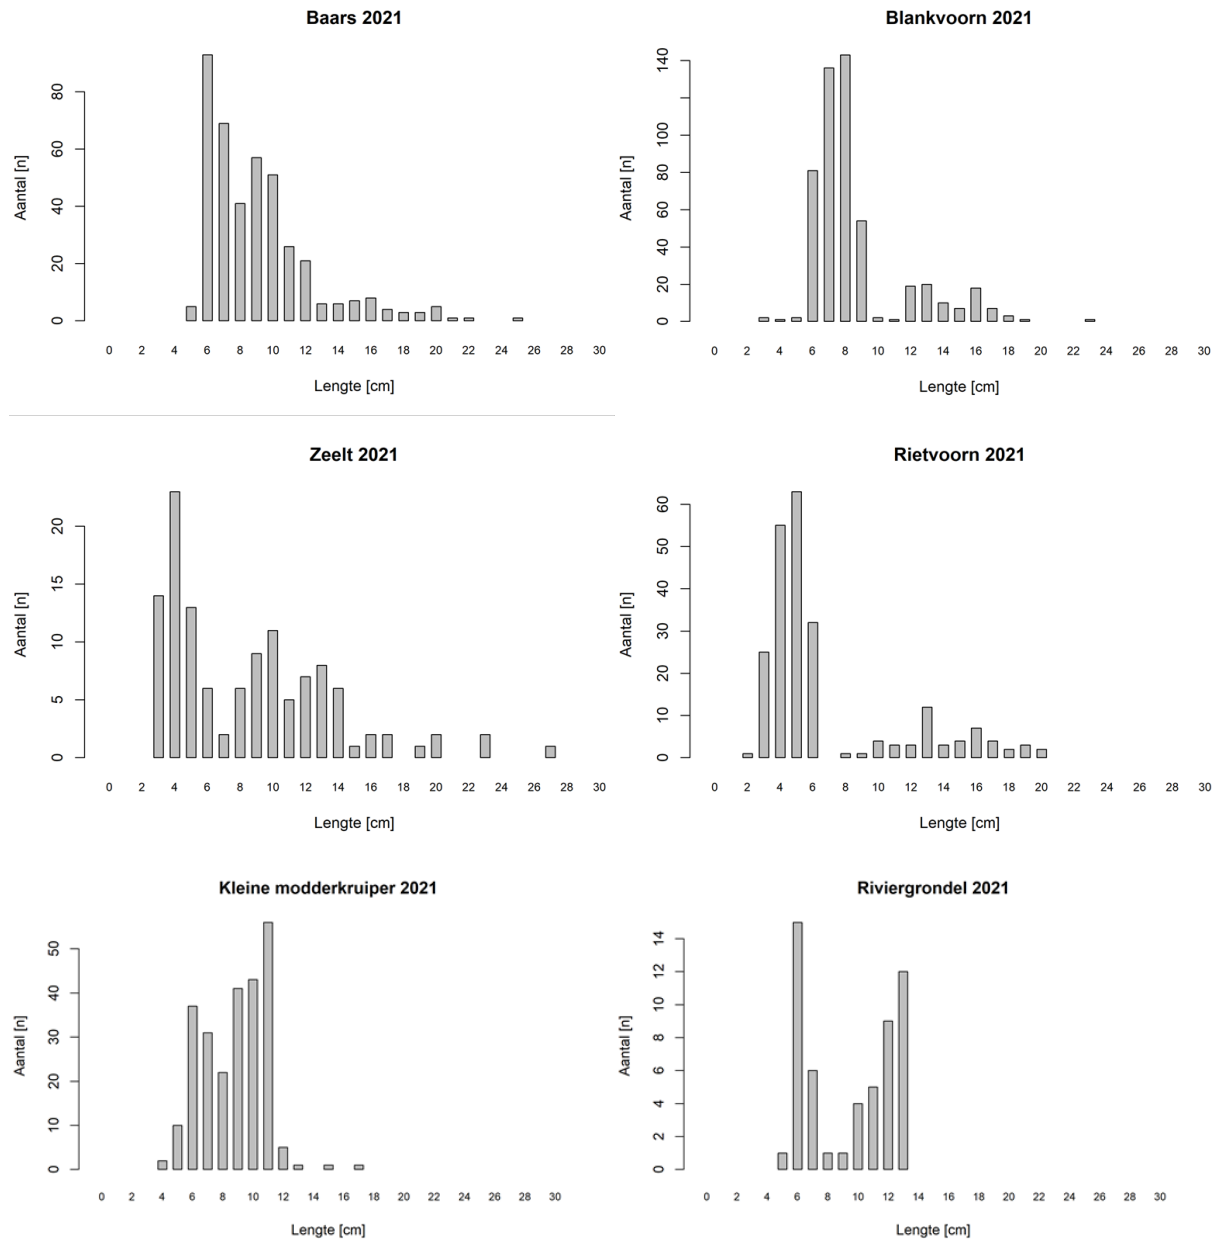 Baars 2021
Aantal [n]
80
60
40
20
0
0 2 4 6 8 10 12 14 16 18 20 22 24 26 28 30
Lengte [cm]
Blankvoorn 2021
Aantal [n]
140
100
80
60
40
20
0
0 2 4 6 8 10 12 14 16 18 20 22 24 26 28 30
Lengte [cm]
Zeelt 2021
Aantal [n]
20
15
10
5
0
0 2 4 6 8 10 12 14 16 18 20 22 24 26 28 30
Lengte [cm]
Rietvoorn 2021
Aantal [n]
60
50
40
30
20
10
0
0 2 4 6 8 10 12 14 16 18 20 22 24 26 28 30
Lengte [cm]
Kleine modderkruiper 2021
Aantal [n]
50
40
30
20
10
0
0 2 4 6 8 10 12 14 16 18 20 22 24 26 28 30
Lengte [cm]
Riviergrondel 2021
Aantal [n]
14
12
10
8
6
4
2
0
0 2 4 6 8 10 12 14 16 18 20 22 24 26 28 30
Lengte [cm]